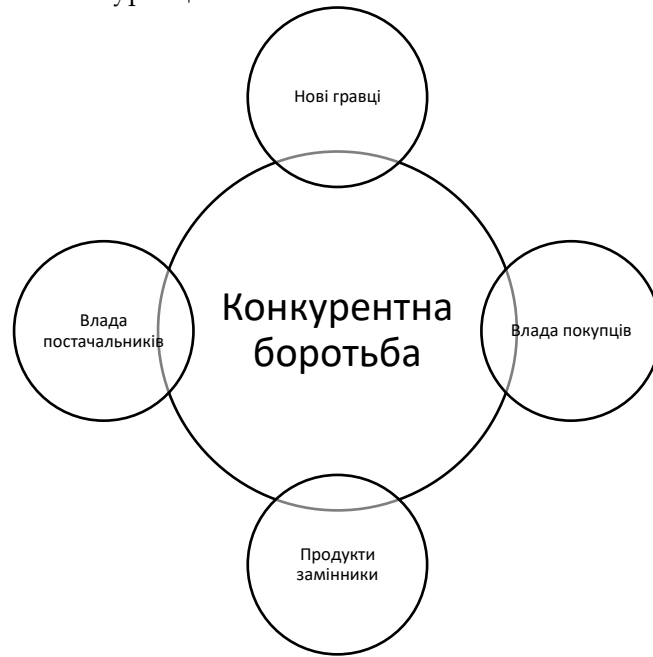 Нові гравці
Влада
постачальників
Конкурентна
боротьба
Влада покупців
Продукти
замінники